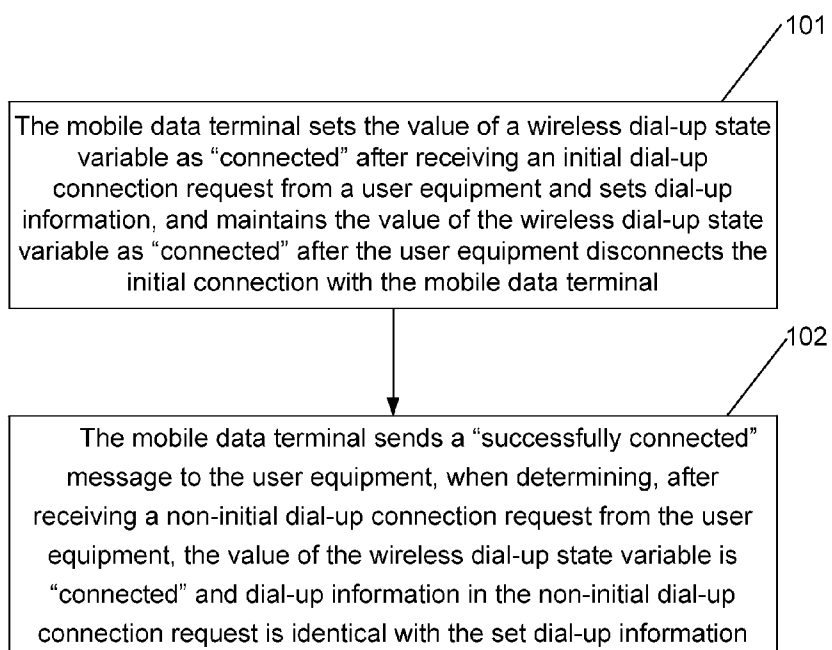 101
The mobile data terminal sets the value of a wireless dial-up state
variable as “connected” after receiving an initial dial-up
connection request from a user equipment and sets dial-up
information, and maintains the value of the wireless dial-up state
variable as “connected” after the user equipment disconnects the
initial connection with the mobile data terminal
102
The mobile data terminal sends a “successfully connected”
message to the user equipment, when determining, after
receiving a non-initial dial-up connection request from the user
equipment, the value of the wireless dial-up state variable is
“connected” and dial-up information in the non-initial dial-up
connection request is identical with the set dial-up information